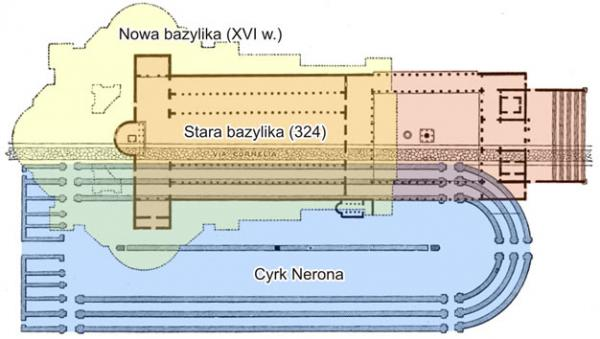 Nowa bazylika (XVI w.)
Stara bazylika (324)
VIA CORNELIA
Cyrk Nerona